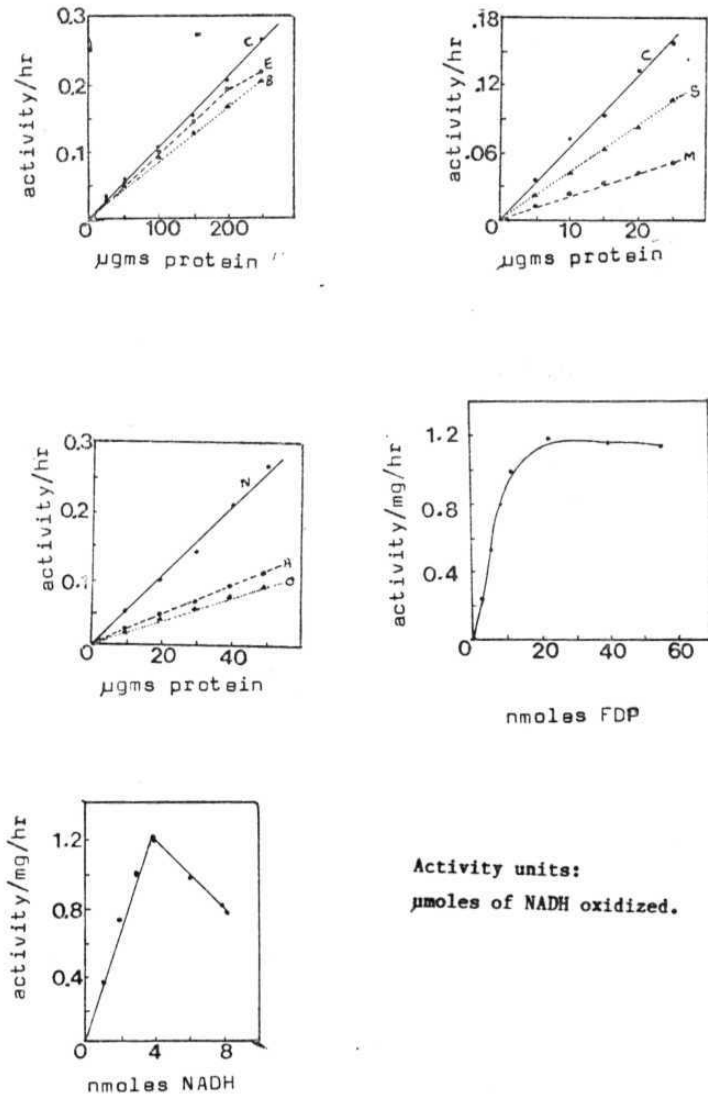 0.3
0.2
0.1
0
100
200
activity/hr
µgms protein
C
E
B
.18
.12
.06
0
10
20
activity/hr
µgms protein
C
S
M
0.3
0.2
0.1
0
20
40
activity/hr
µgms protein
N
H
O
1.2
0.8
0.4
0
20
40
60
activity/mg/hr
nmoles FDP
1.2
0.8
0.4
0
4
8
activity/mg/hr
nmoles NADH
Activity units:
µmoles of NADH oxidized.